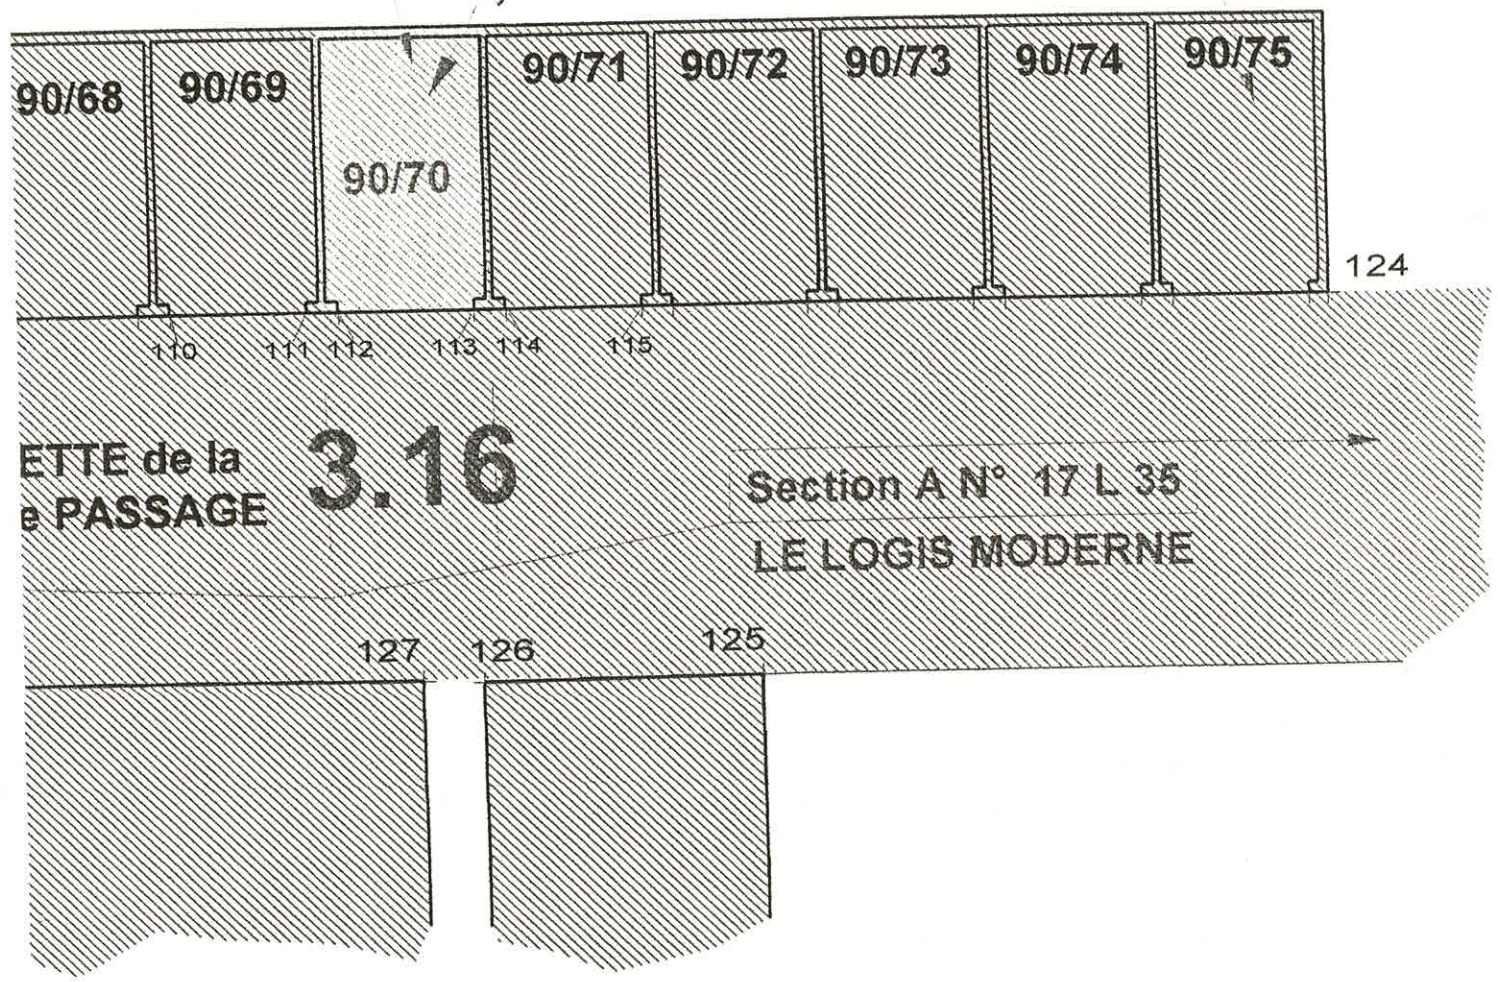 90/68 90/69 90/70 90/71 90/72 90/73 90/74 90/75
124
110 111 112 113 114 115
ETTE de la
e PASSAGE
3.16
Section A N° 17 L 35
LE LOGIS MODERNE
127 126 125